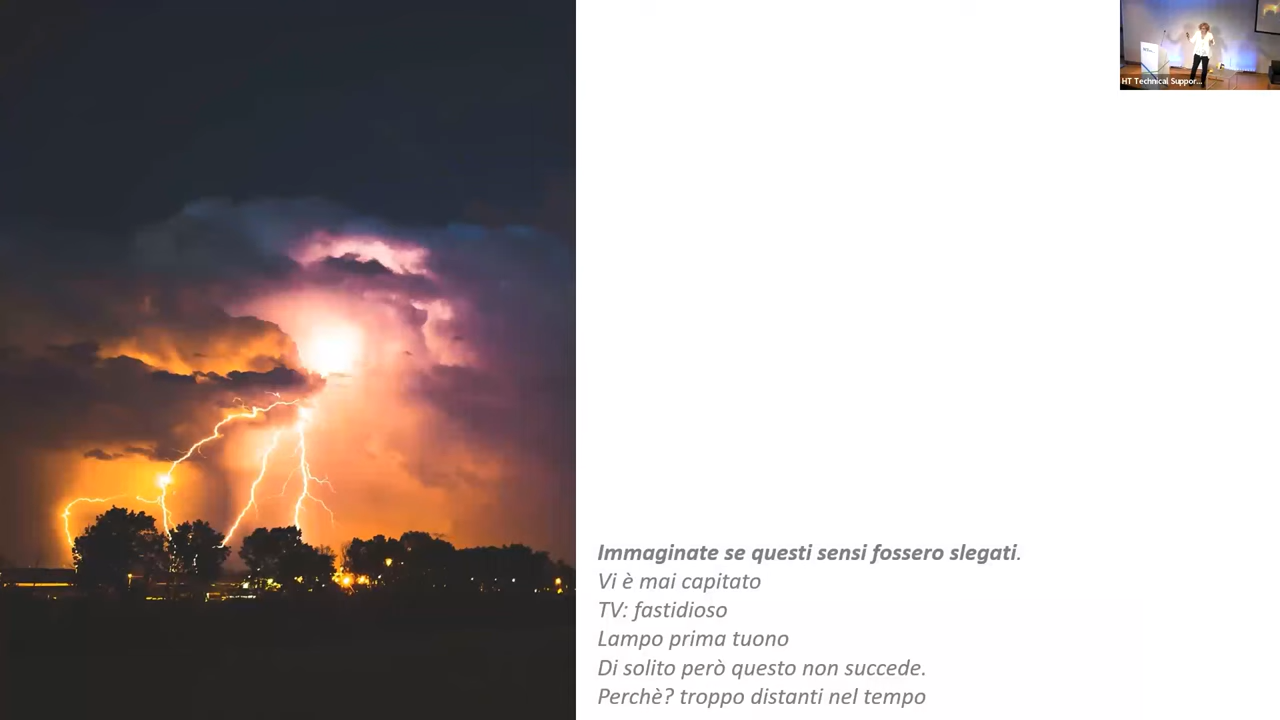 HT Technical Suppor...
Immaginate se questi sensi fossero slegati.
Vi è mai capitato
TV: fastidioso
Lampo prima tuono
Di solito però questo non succede.
Perchè? troppo distanti nel tempo